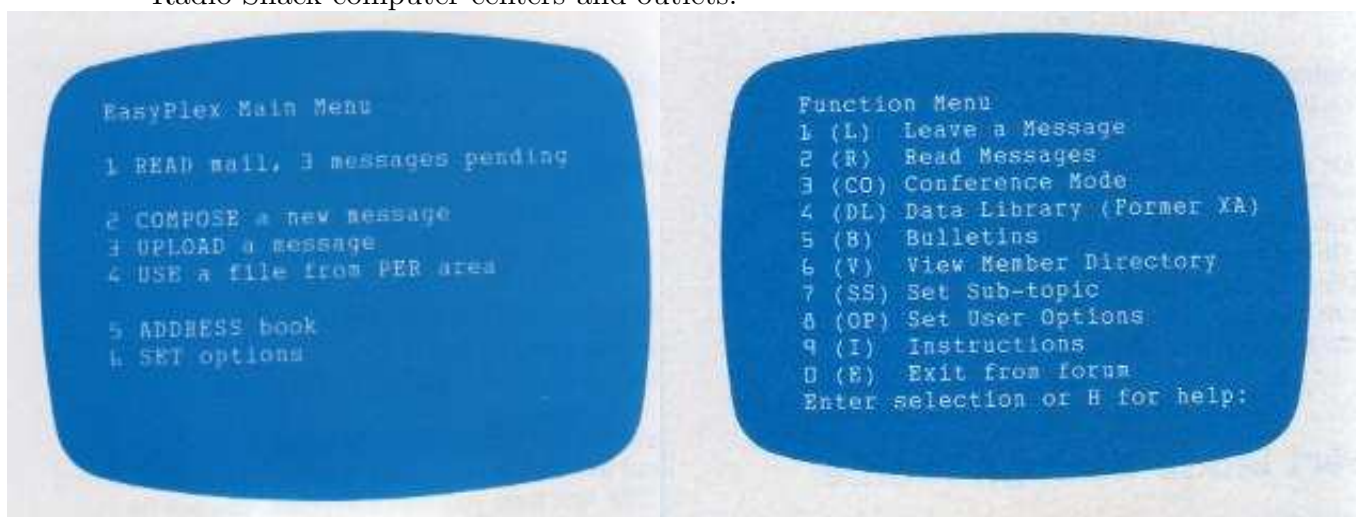 Radio Shack computer centers and outlets.
EasyPlex Main Menu
1 READ mail, 3 messages pending
2 COMPOSE a new message
3 UPLOAD a message
4 USE a file from PER area
5 ADDRESS book
6 SET options
Function Menu
1 (L) Leave a Message
2 (R) Read Messages
3 (CO) Conference Mode
4 (DL) Data Library (Former XA)
5 (B) Bulletins
6 (V) View Member Directory
7 (SS) Set Sub-topic
8 (OP) Set User Options
9 (I) Instructions
0 (E) Exit from forum
Enter selection or H for help: